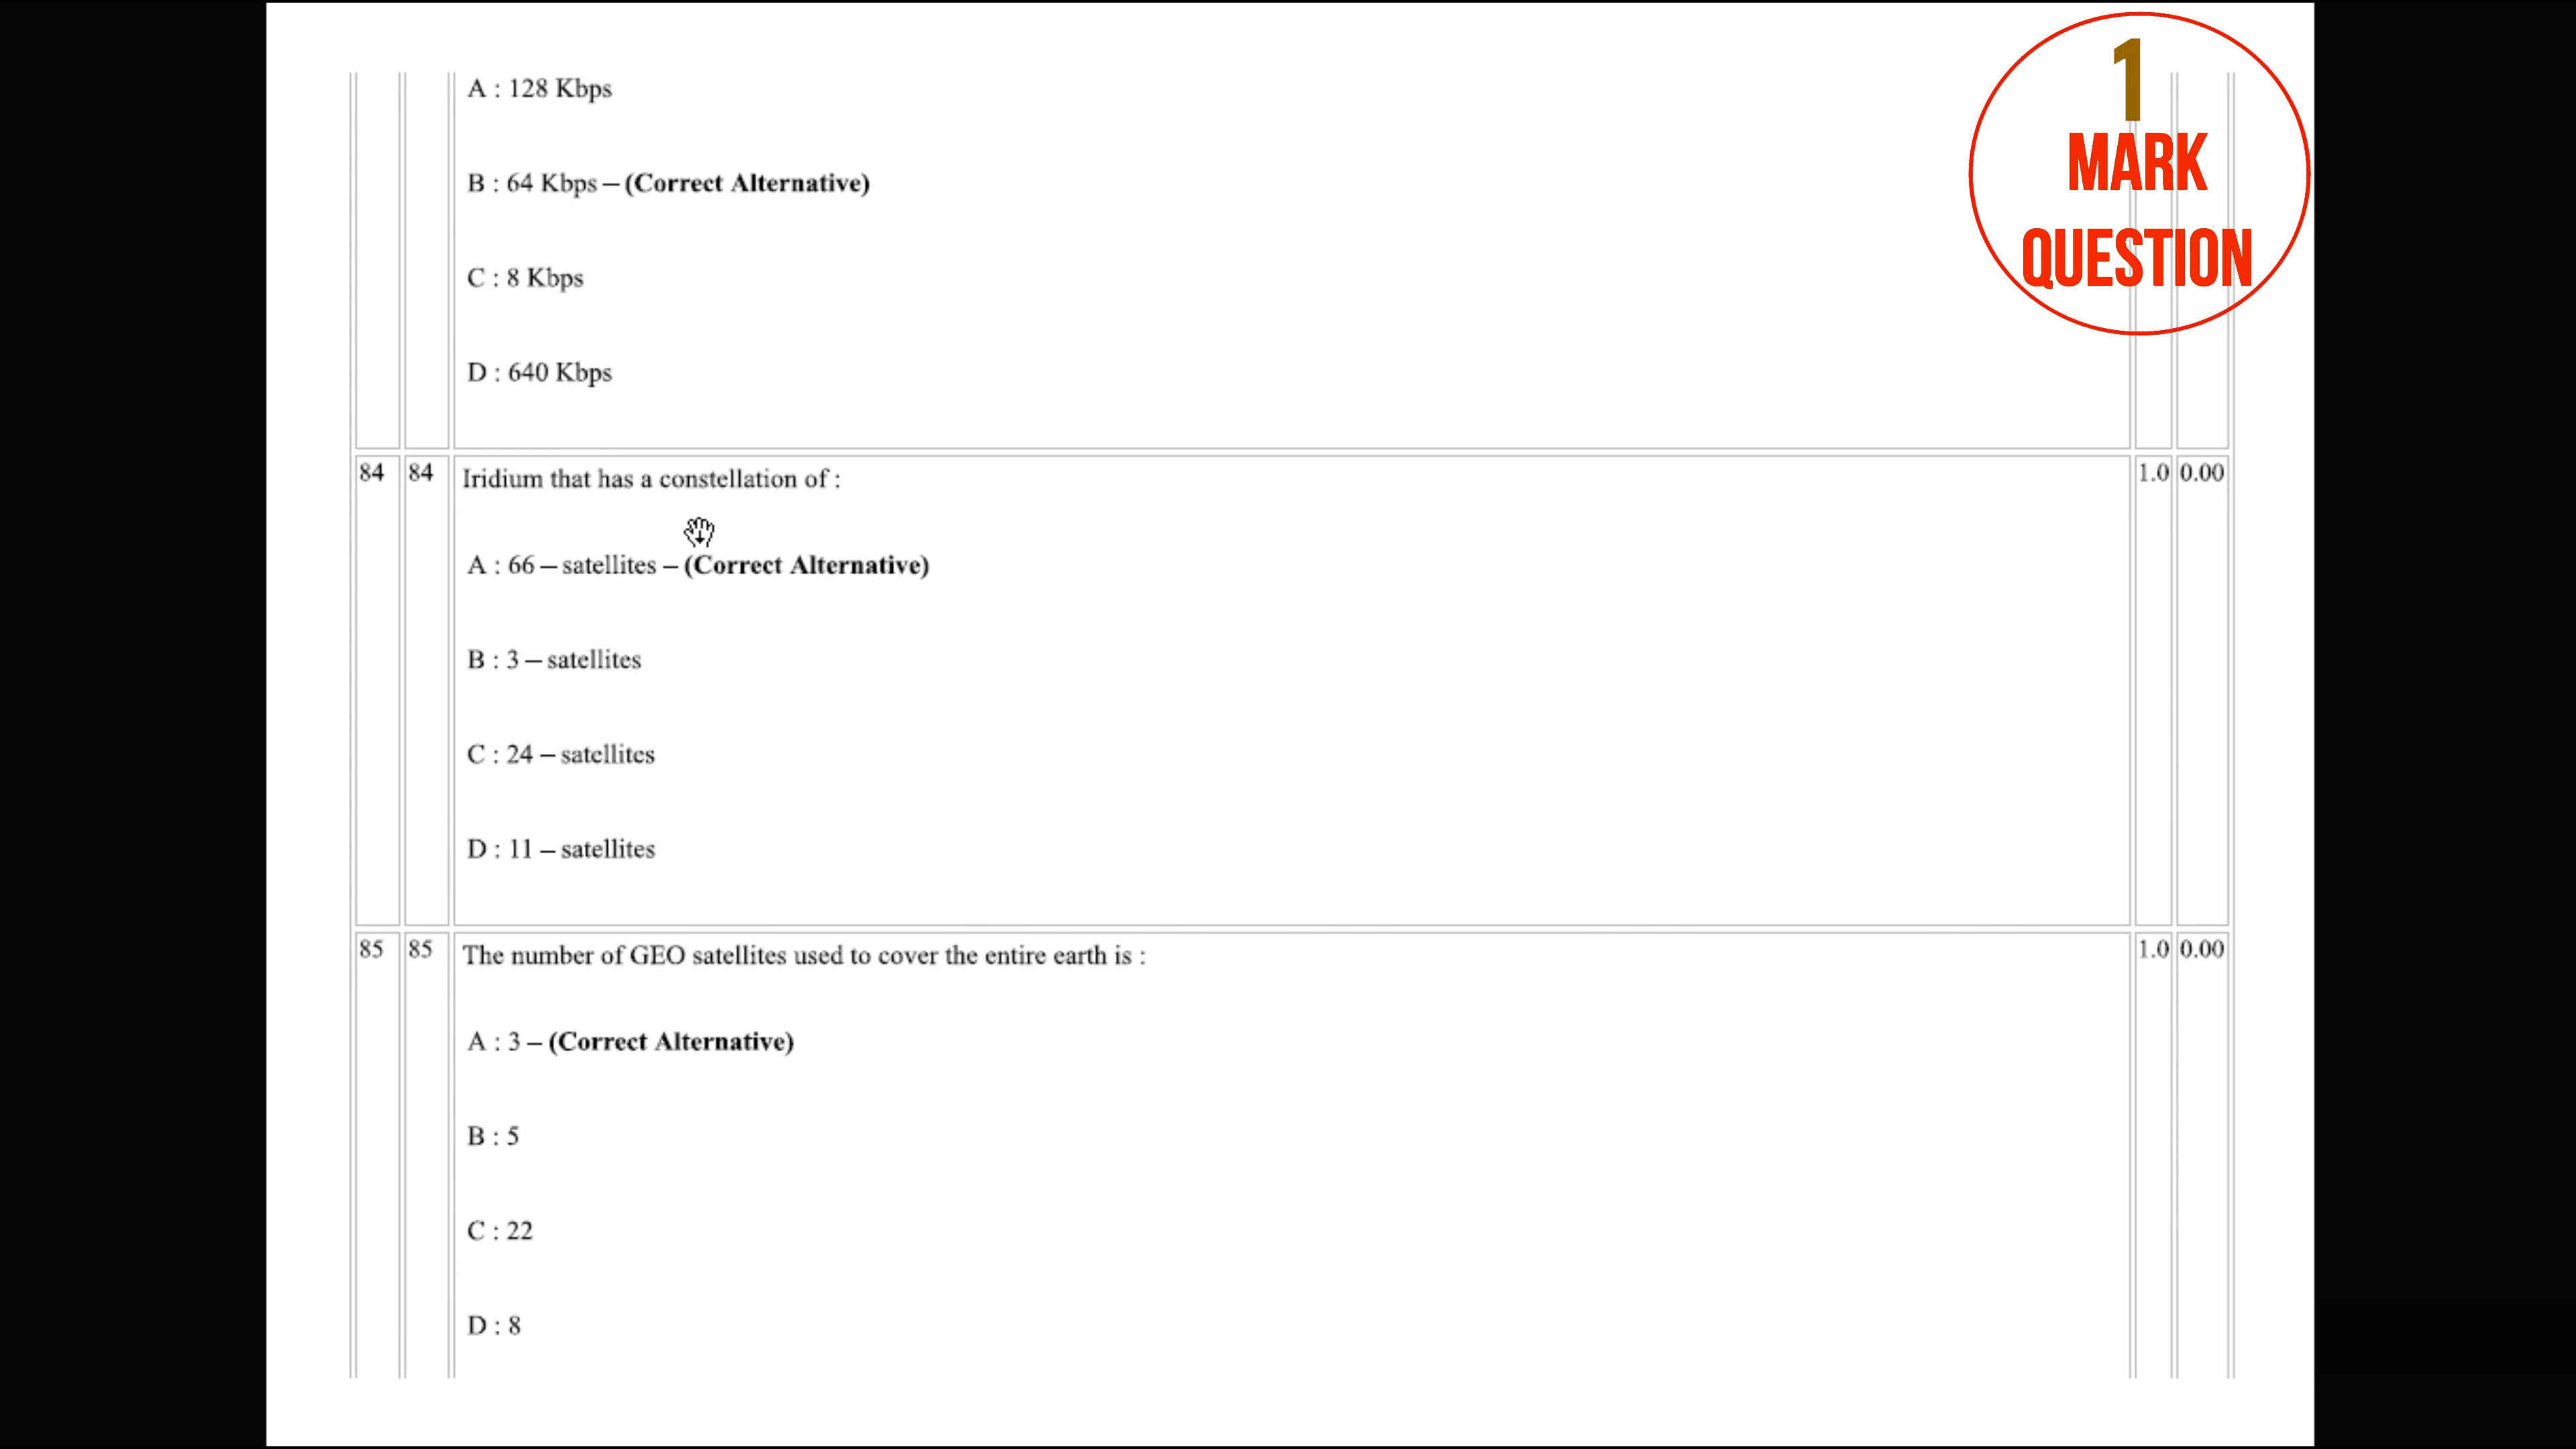 1
MARK
QUESTION
A : 128 Kbps
B : 64 Kbps – (Correct Alternative)
C : 8 Kbps
D : 640 Kbps
84 84 Iridium that has a constellation of : 1.0 0.00
A : 66 – satellites – (Correct Alternative)
B : 3 – satellites
C : 24 – satellites
D : 11 – satellites
85 85 The number of GEO satellites used to cover the entire earth is : 1.0 0.00
A : 3 – (Correct Alternative)
B : 5
C : 22
D : 8